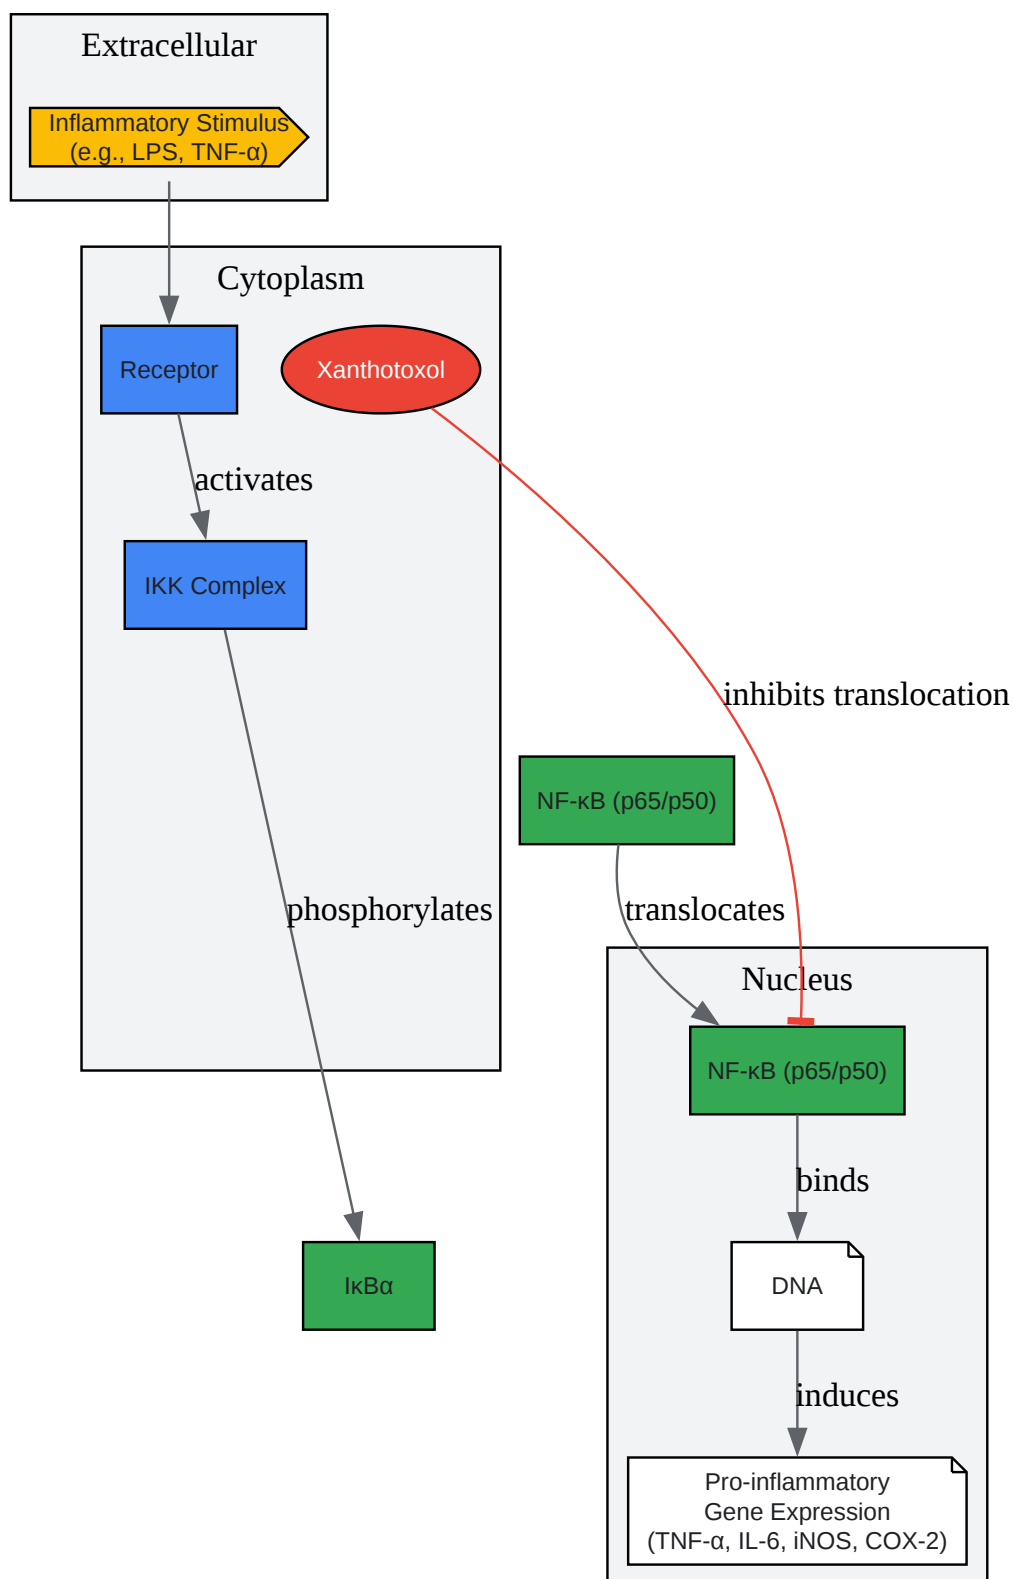 Extracellular
Inflammatory Stimulus
(e.g., LPS, TNF-α)
Cytoplasm
Receptor
Xanthotoxol
activates
IKK Complex
inhibits translocation
NF-κB (p65/p50)
phosphorylates
translocates
Nucleus
NF-κB (p65/p50)
binds
IκBα
DNA
induces
Pro-inflammatory
Gene Expression
(TNF-α, IL-6, iNOS, COX-2)